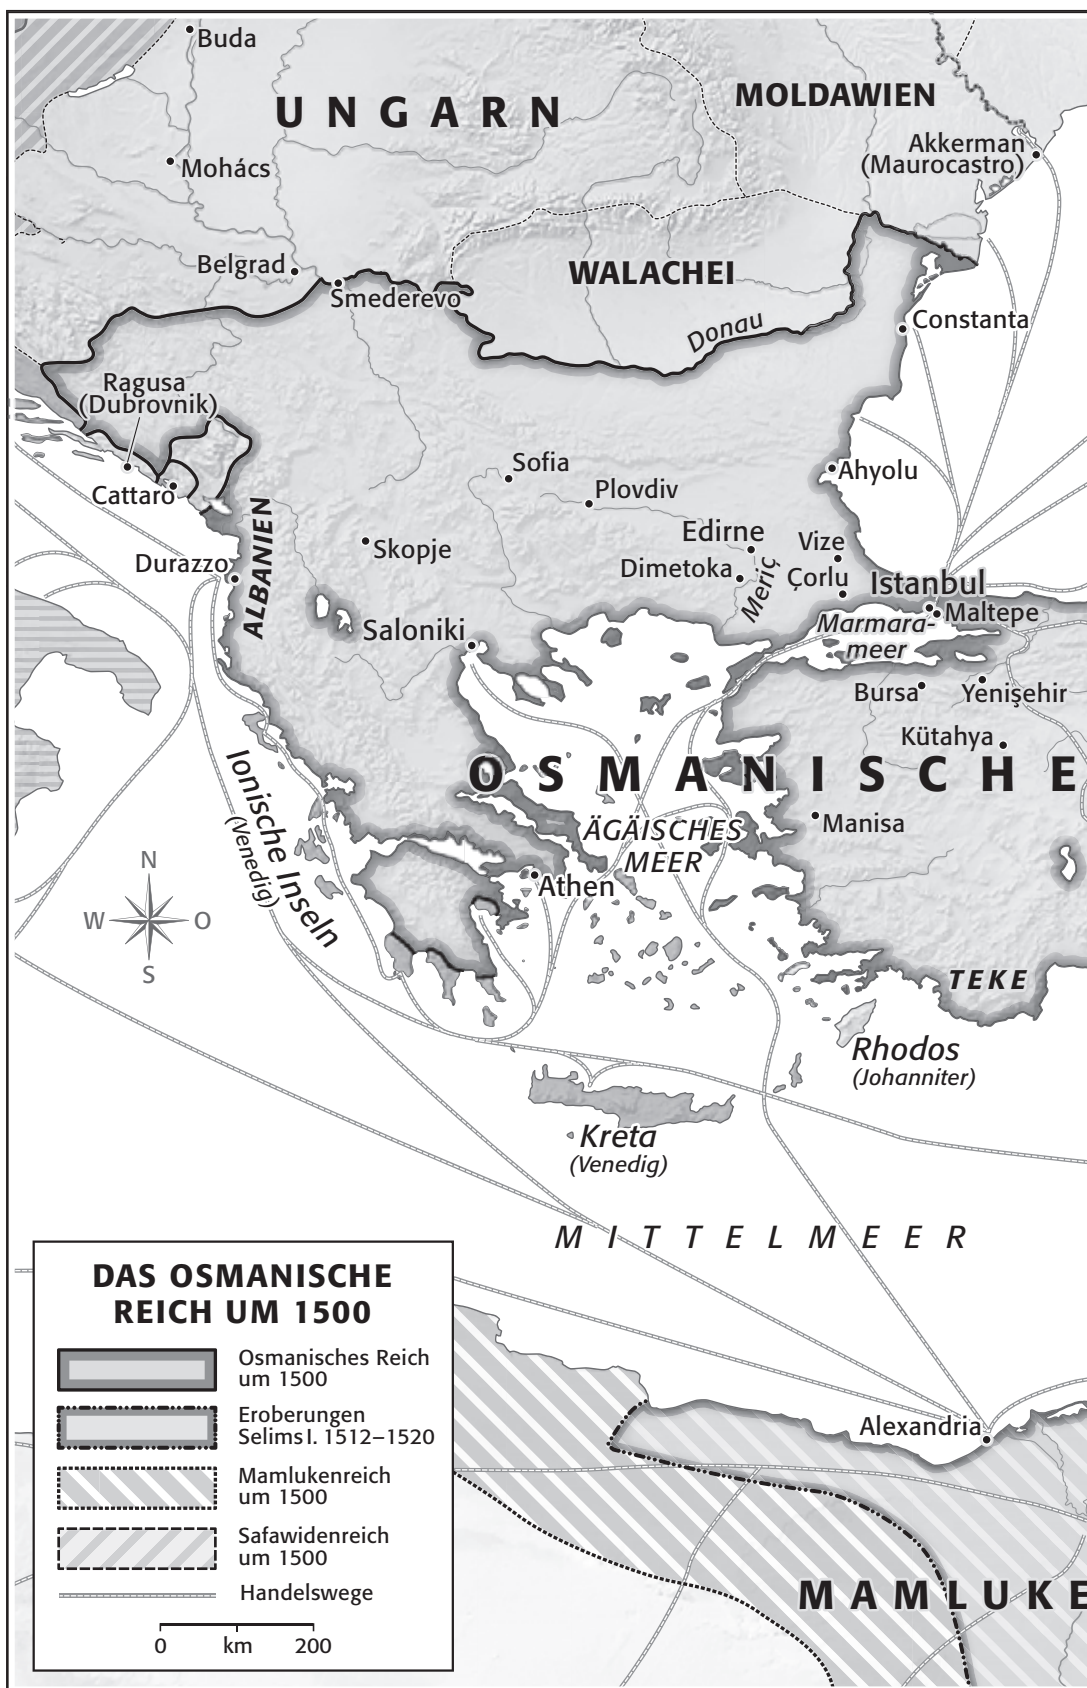 Buda
UNGARN
MOLDAWIEN
Akkerman
(Maurocastro)
Mohács
Belgrad
Smederevo
WALACHEI
Donau
Constanta
Ragusa
(Dubrovnik)
Cattaro
Sofia
Plovdiv
Ahyolu
ALBANIEN
Durazzo
Skopje
Edirne
Dimetoka
Meriç
Vize
Çorlu
Istanbul
Maltepe
Marmara-
meer
Saloniki
Bursa
Yenişehir
Kütahya
OSMANISCHE
Manisa
Ionische Inseln
(Venedig)
ÄGÄISCHES
MEER
Athen
N
W
O
S
TEKE
Rhodos
(Johanniter)
Kreta
(Venedig)
MITTELMEER
Alexandria
MAMLUKE
DAS OSMANISCHE
REICH UM 1500
Osmanisches Reich
um 1500
Eroberungen
Selims I. 1512–1520
Mamlukenreich
um 1500
Safawidenreich
um 1500
Handelswege
0 km 200